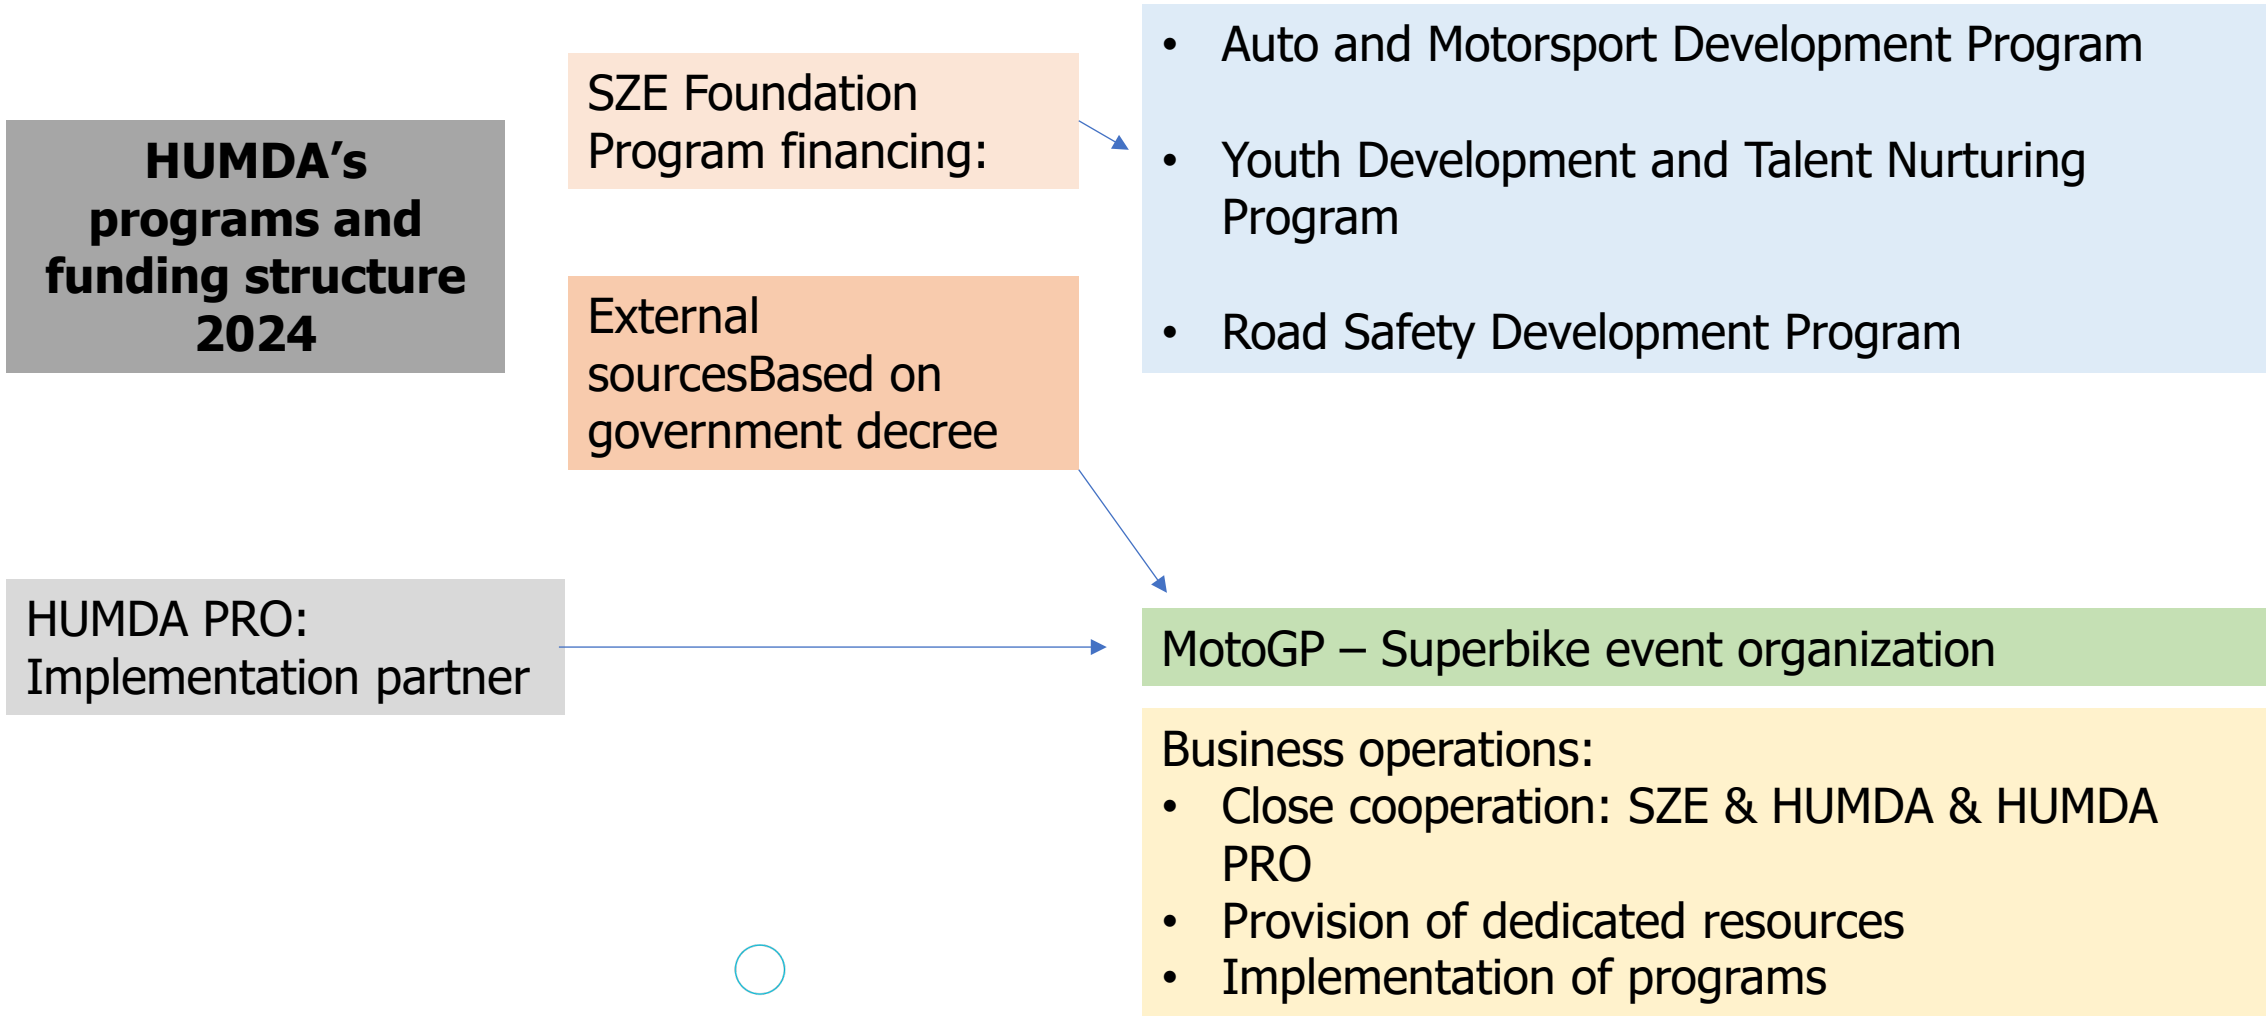 HUMDA’s
programs and
funding structure
2024
SZE Foundation
Program financing:
External
sourcesBased on
government decree
• Auto and Motorsport Development Program
• Youth Development and Talent Nurturing
Program
• Road Safety Development Program
HUMDA PRO:
Implementation partner
MotoGP – Superbike event organization
Business operations:
• Close cooperation: SZE & HUMDA & HUMDA
PRO
• Provision of dedicated resources
• Implementation of programs